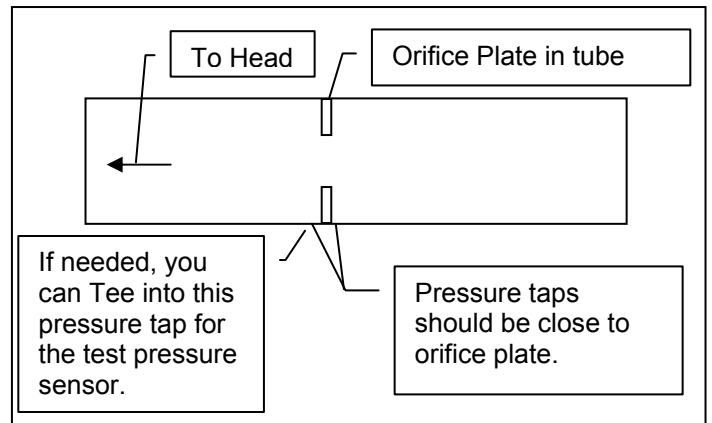 To Head
Orifice Plate in tube
If needed, you
can Tee into this
pressure tap for
the test pressure
sensor.
Pressure taps
should be close to
orifice plate.